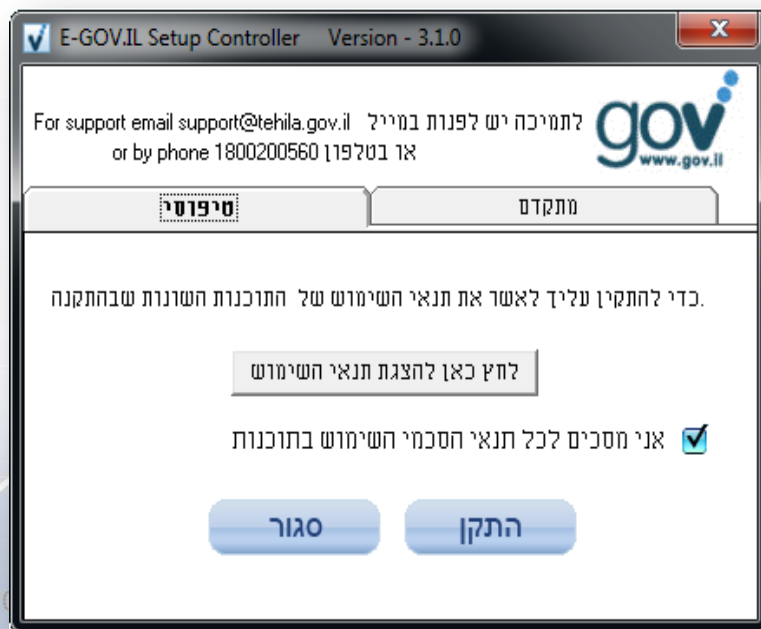 E-GOV.IL Setup Controller Version - 3.1.0
For support email support@tehila.gov.il לתמיכה יש לפנות במייל
or by phone 1800200560 או בטלפון
gov
www.gov.il
מתקדם
טיפוסי
כדי להתקין עליך לאשר את תנאי השימוש של התוכנות השונות שבהתקנה.
לחץ כאן להצגת תנאי השימוש
אני מסכים לכל תנאי הסכמי השימוש בתוכנות
התקן
סגור